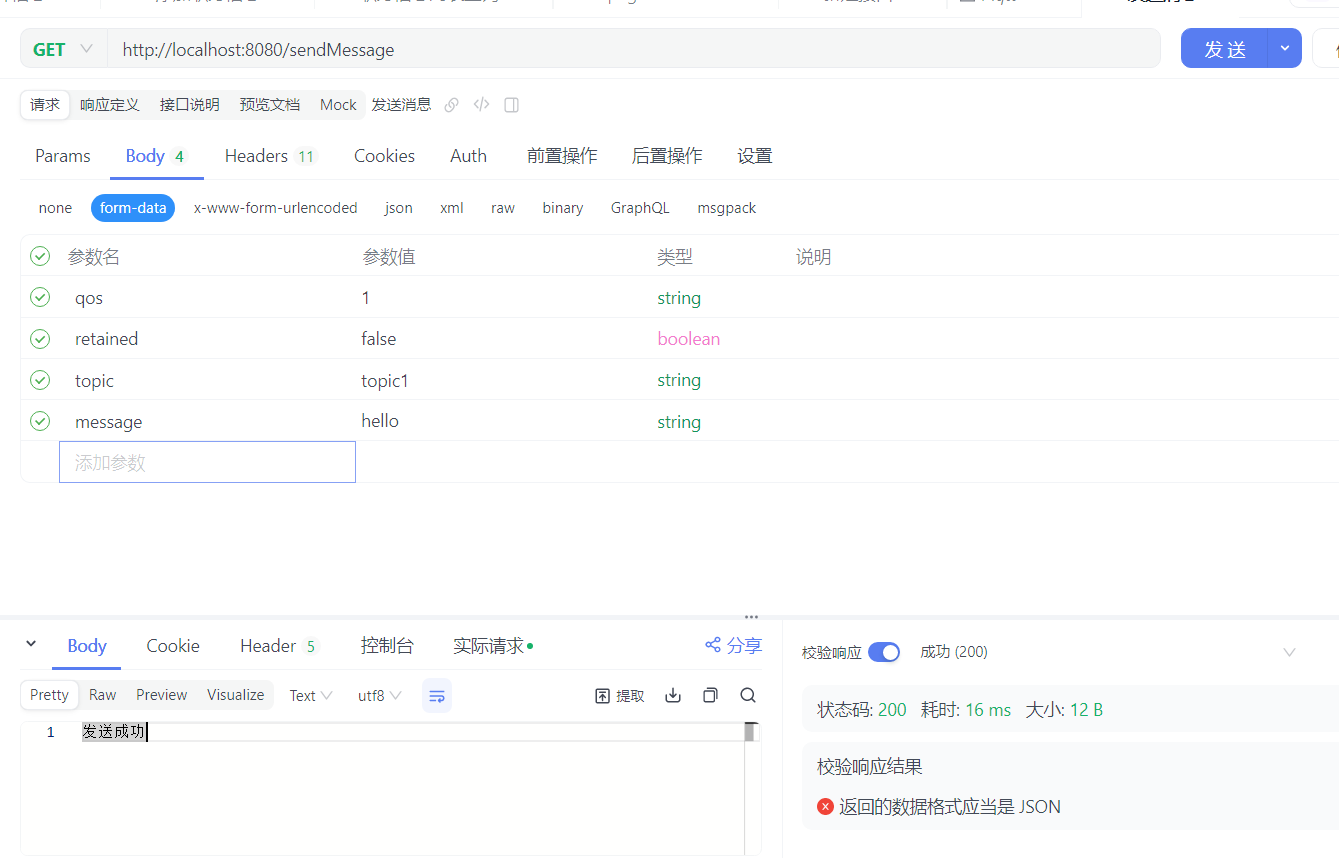 GET http://localhost:8080/sendMessage 发 送
请求 响应定义 接口说明 预览文档 Mock 发送消息
Params Body 4 Headers 11 Cookies Auth 前置操作 后置操作 设置
none form-data x-www-form-urlencoded json xml raw binary GraphQL msgpack
参数名 参数值 类型 说明
qos 1 string
retained false boolean
topic topic1 string
message hello string
添加参数
Body Cookie Header 5 控制台 实际请求 分享
校验响应 成功 (200)
Pretty Raw Preview Visualize Text utf8 提取
状态码: 200 耗时: 16 ms 大小: 12 B
1 发送成功
校验响应结果
返回的数据格式应当是 JSON